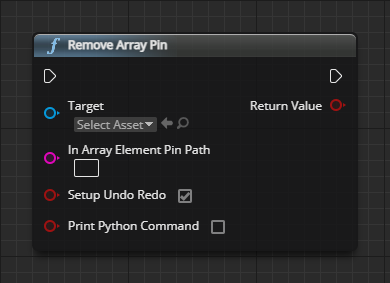 Remove Array Pin
Target
Select Asset
Return Value
In Array Element Pin Path
Setup Undo Redo
Print Python Command